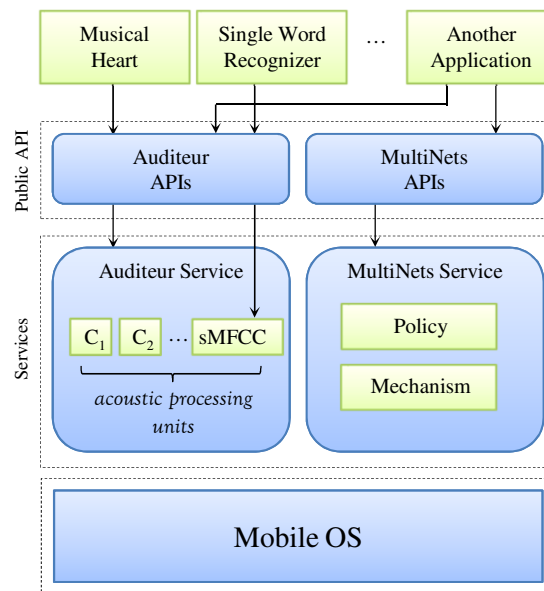 Musical
Heart
Single Word
Recognizer
…
Another
Application
Public API
Auditeur
APIs
MultiNets
APIs
Services
Auditeur Service
C₁
C₂
…
sMFCC
acoustic processing
units
MultiNets Service
Policy
Mechanism
Mobile OS